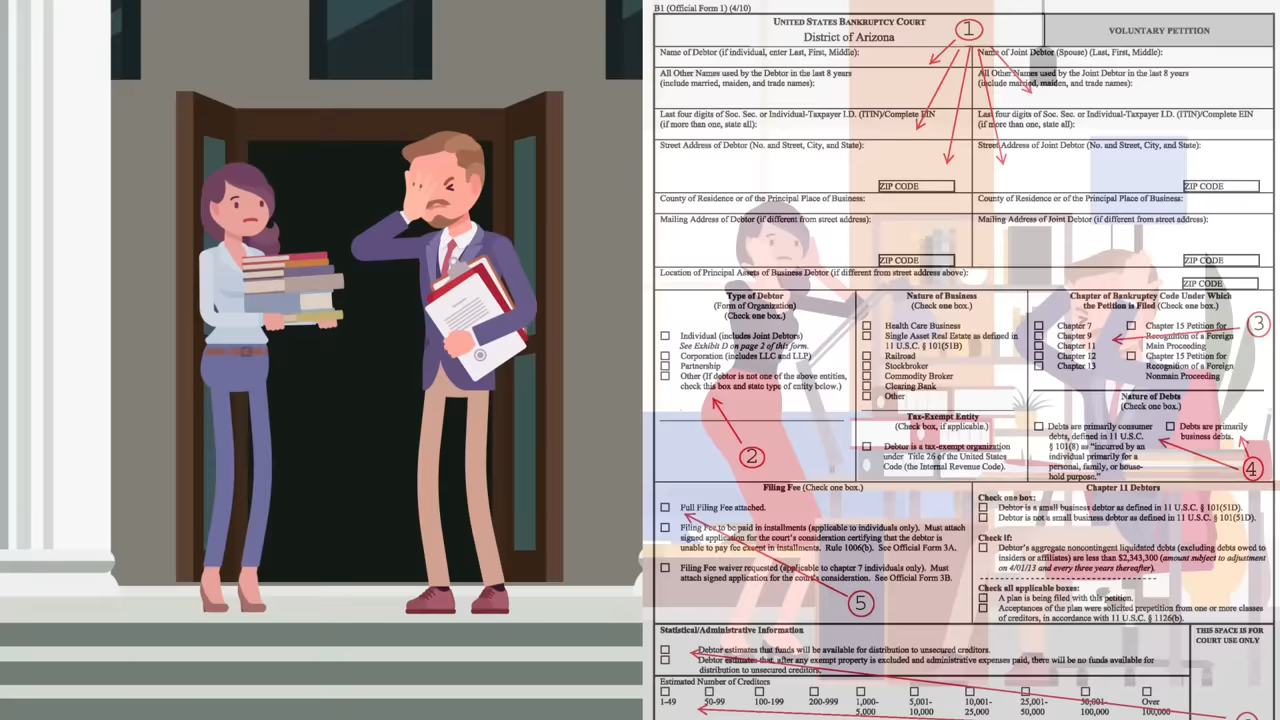 B1 (Official Form 1) (4/10)
UNITED STATES BANKRUPTCY COURT
District of Arizona
VOLUNTARY PETITION
1
Name of Debtor (if individual, enter Last, First, Middle):
Name of Joint Debtor (Spouse) (Last, First, Middle):
All Other Names used by the Debtor in the last 8 years
(include married, maiden, and trade names):
All Other Names used by the Joint Debtor in the last 8 years
(include married, maiden, and trade names):
Last four digits of Soc. Sec. or Individual-Taxpayer I.D. (ITIN)/Complete EIN
(if more than one, state all):
Last four digits of Soc. Sec. or Individual-Taxpayer I.D. (ITIN)/Complete EIN
(if more than one, state all):
Street Address of Debtor (No. and Street, City, and State):
ZIP CODE
Street Address of Joint Debtor (No. and Street, City, and State):
ZIP CODE
County of Residence or of the Principal Place of Business:
County of Residence or of the Principal Place of Business:
Mailing Address of Debtor (if different from street address):
ZIP CODE
Mailing Address of Joint Debtor (if different from street address):
ZIP CODE
Location of Principal Assets of Business Debtor (if different from street address above):
ZIP CODE
Type of Debtor
(Form of Organization)
(Check one box.)
Individual (includes Joint Debtors)
See Exhibit D on page 2 of this form.
Corporation (includes LLC and LLP)
Partnership
Other (If debtor is not one of the above entities,
check this box and state type of entity below.)
2
Nature of Business
(Check one box.)
Health Care Business
Single Asset Real Estate as defined in
11 U.S.C. § 101(51B)
Railroad
Stockbroker
Commodity Broker
Clearing Bank
Other
Tax-Exempt Entity
(Check box, if applicable.)
Debtor is a tax-exempt organization
under Title 26 of the United States
Code (the Internal Revenue Code).
Chapter of Bankruptcy Code Under Which
the Petition is Filed (Check one box.)
Chapter 7
Chapter 9
Chapter 11
Chapter 12
Chapter 13
Chapter 15 Petition for
Recognition of a Foreign
Main Proceeding
Chapter 15 Petition for
Recognition of a Foreign
Nonmain Proceeding
3
Nature of Debts
(Check one box.)
Debts are primarily consumer
debts, defined in 11 U.S.C.
§ 101(8) as "incurred by an
individual primarily for a
personal, family, or house-
hold purpose."
Debts are primarily
business debts.
4
Filing Fee (Check one box.)
Full Filing Fee attached.
Filing Fee to be paid in installments (applicable to individuals only). Must attach
signed application for the court's consideration certifying that the debtor is
unable to pay fee except in installments. Rule 1006(b). See Official Form 3A.
Filing Fee waiver requested (applicable to chapter 7 individuals only). Must
attach signed application for the court's consideration. See Official Form 3B.
5
Chapter 11 Debtors
Check one box:
Debtor is a small business debtor as defined in 11 U.S.C. § 101(51D).
Debtor is not a small business debtor as defined in 11 U.S.C. § 101(51D).
Check if:
Debtor's aggregate noncontingent liquidated debts (excluding debts owed to
insiders or affiliates) are less than $2,343,300 (amount subject to adjustment
on 4/01/13 and every three years thereafter).
Check all applicable boxes:
A plan is being filed with this petition.
Acceptances of the plan were solicited prepetition from one or more classes
of creditors, in accordance with 11 U.S.C. § 1126(b).
Statistical/Administrative Information
THIS SPACE IS FOR
COURT USE ONLY
Debtor estimates that funds will be available for distribution to unsecured creditors.
Debtor estimates that, after any exempt property is excluded and administrative expenses paid, there will be no funds available for
distribution to unsecured creditors.
Estimated Number of Creditors
1-49
50-99
100-199
200-999
1,000-
5,000
5,001-
10,000
10,001-
25,000
25,001-
50,000
50,001-
100,000
Over
100,000